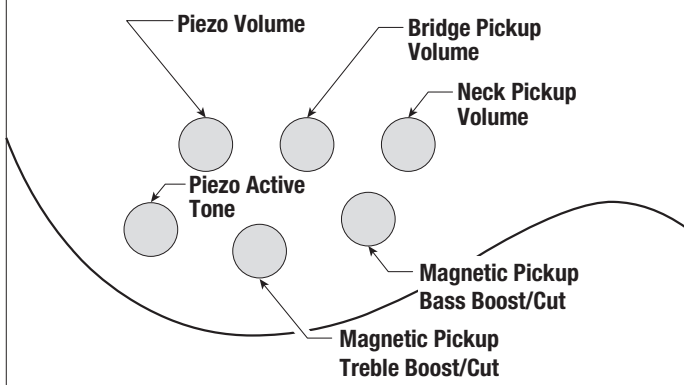 Piezo Volume
Bridge Pickup
Volume
Neck Pickup
Volume
Piezo Active
Tone
Magnetic Pickup
Bass Boost/Cut
Magnetic Pickup
Treble Boost/Cut